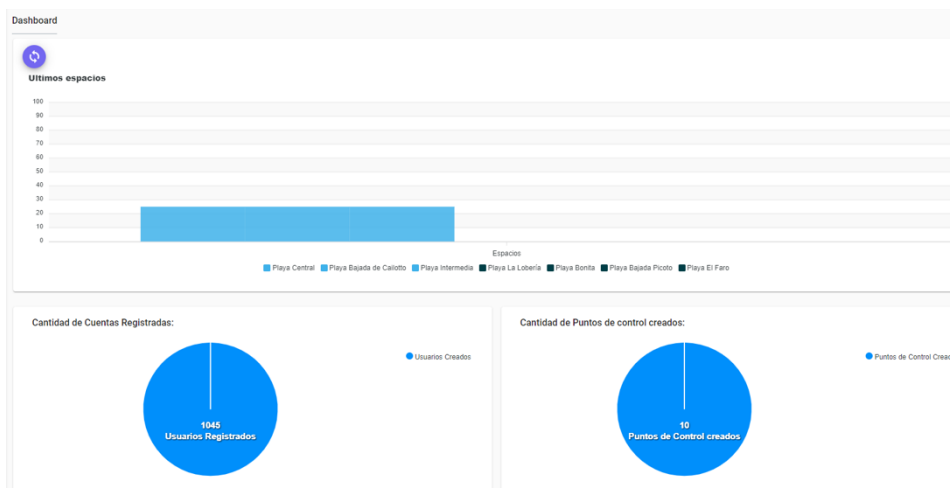 Dashboard
Ultimos espacios
100
90
80
70
60
50
40
30
20
10
0
Espacios
Playa Central Playa Bajada de Cailotto Playa Intermedia Playa La Lobería Playa Bonita Playa Bajada Picoto Playa El Faro
Cantidad de Cuentas Registradas:
Usuarios Creados
1045
Usuarios Registrados
Cantidad de Puntos de control creados:
Puntos de Control Cread
10
Puntos de Control creados